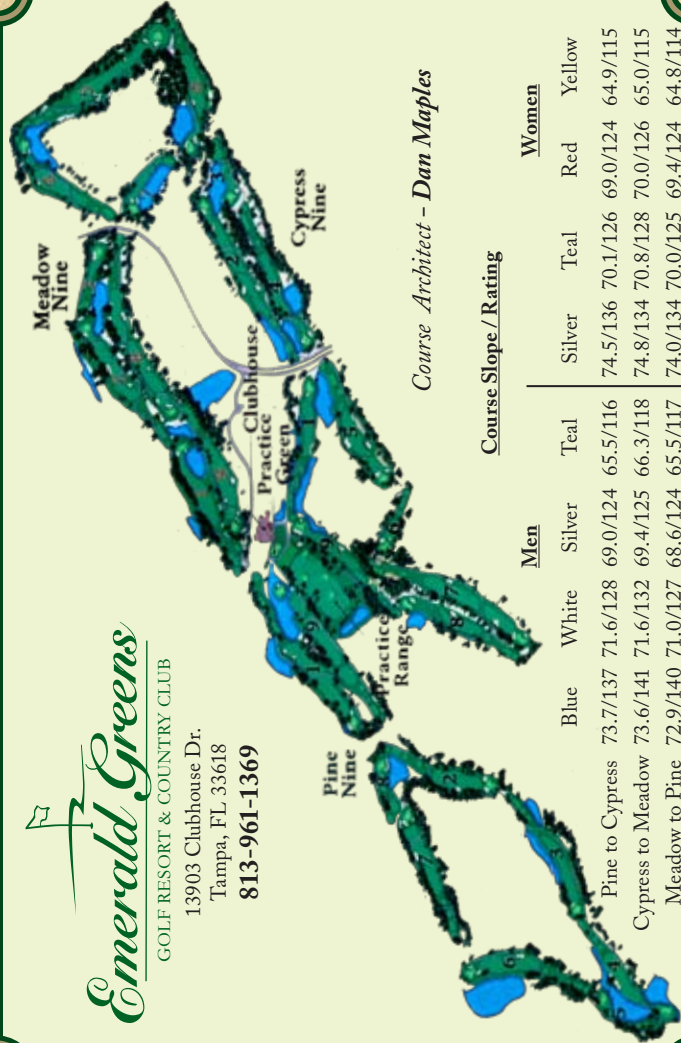 Emerald Greens
GOLF RESORT & COUNTRY CLUB
13903 Clubhouse Dr.
Tampa, FL 33618
813-961-1369
Meadow
Nine
Clubhouse
Practice
Green
Cypress
Nine
Practice
Range
Pine
Nine
Course Architect - Dan Maples
Course Slope / Rating
Men Women
Blue White Silver Teal Silver Teal Red Yellow
Pine to Cypress 73.7/137 71.6/128 69.0/124 65.5/116 74.5/136 70.1/126 69.0/124 64.9/115
Cypress to Meadow 73.6/141 71.6/132 69.4/125 66.3/118 74.8/134 70.8/128 70.0/126 65.0/115
Meadow to Pine 72.9/140 71.0/127 68.6/124 65.5/117 74.0/134 70.0/125 69.4/124 64.8/114